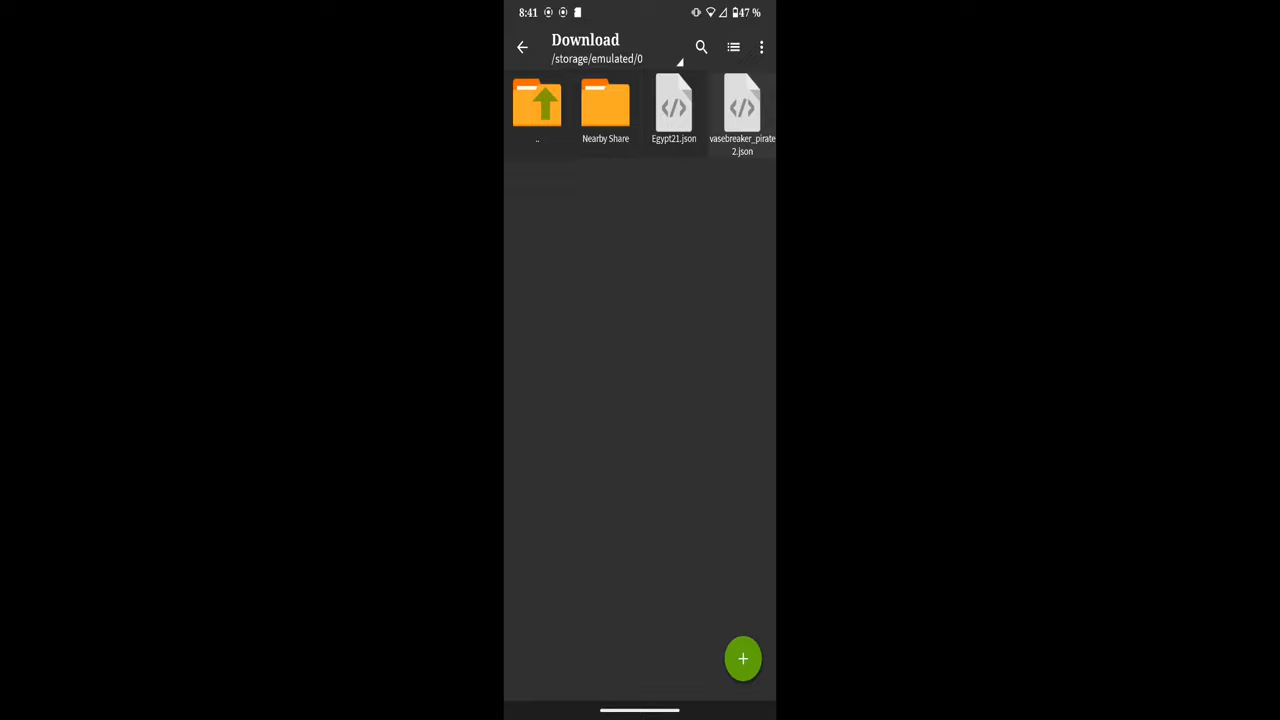 8:41
47 %
Download
/storage/emulated/0
..
Nearby Share
Egypt21.json
vasebreaker_pirate
2.json
+